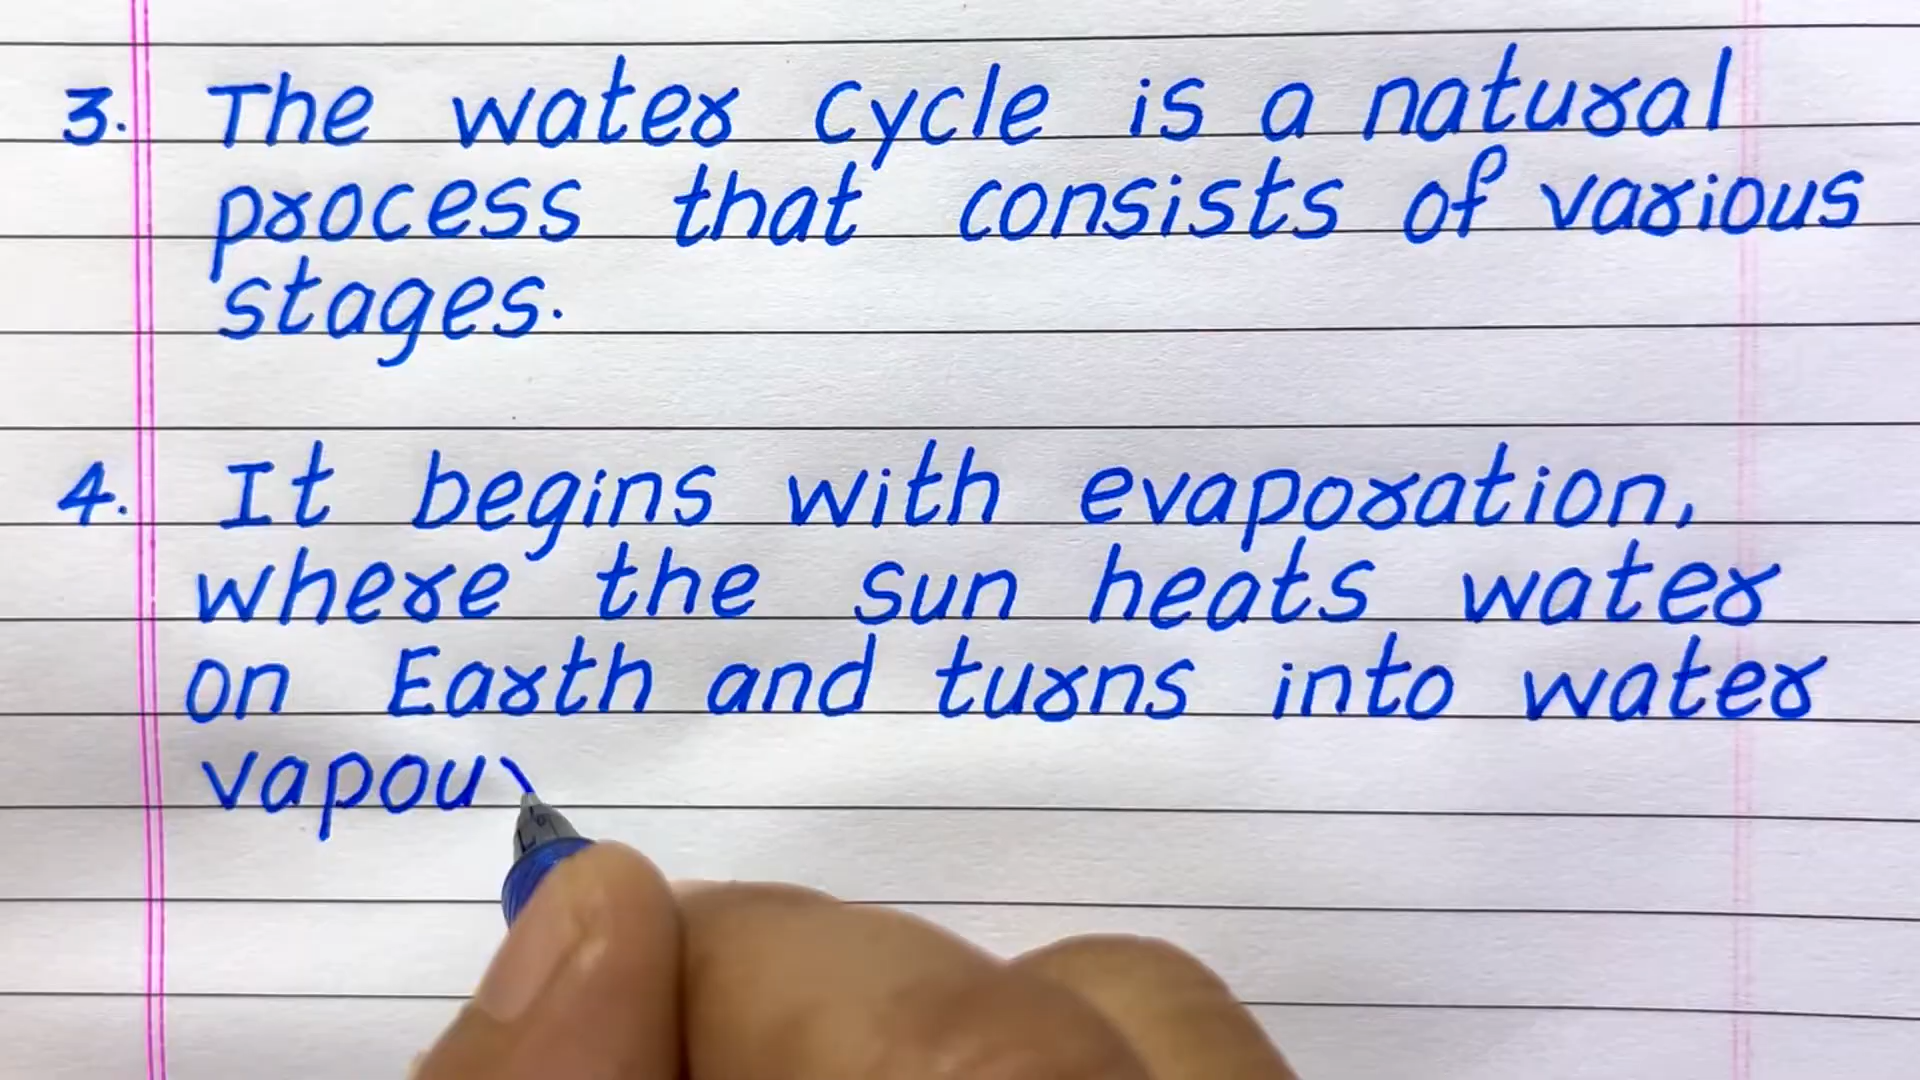 3. The water cycle is a natural
process that consists of various
stages.
4. It begins with evaporation,
where the sun heats water
on Earth and turns into water
vapou